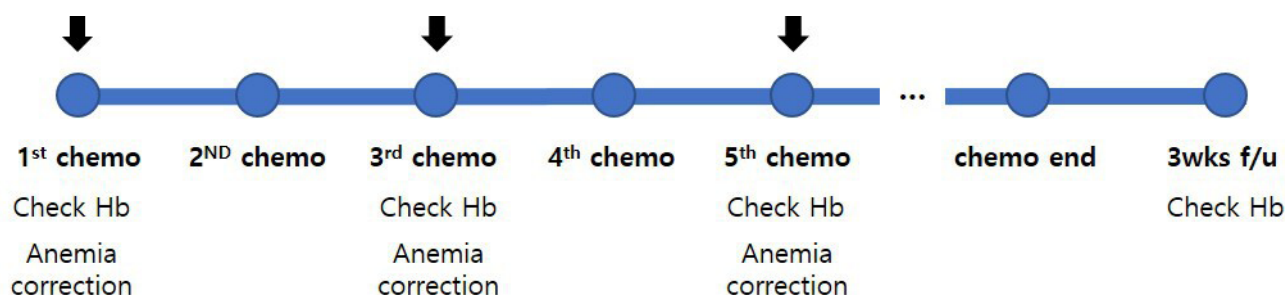 ...
1st chemo 2ND chemo 3rd chemo 4th chemo 5th chemo chemo end 3wks f/u
Check Hb Check Hb Check Hb Check Hb
Anemia Anemia Anemia
correction correction correction